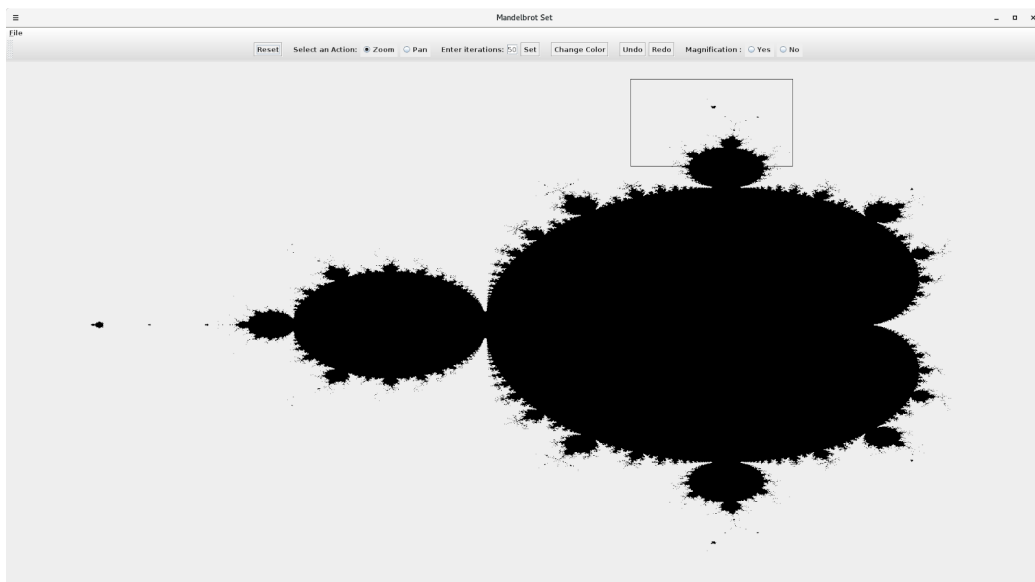 Mandelbrot Set
File
Reset Select an Action: Zoom Pan Enter iterations: 50 Set Change Color Undo Redo Magnification : Yes No